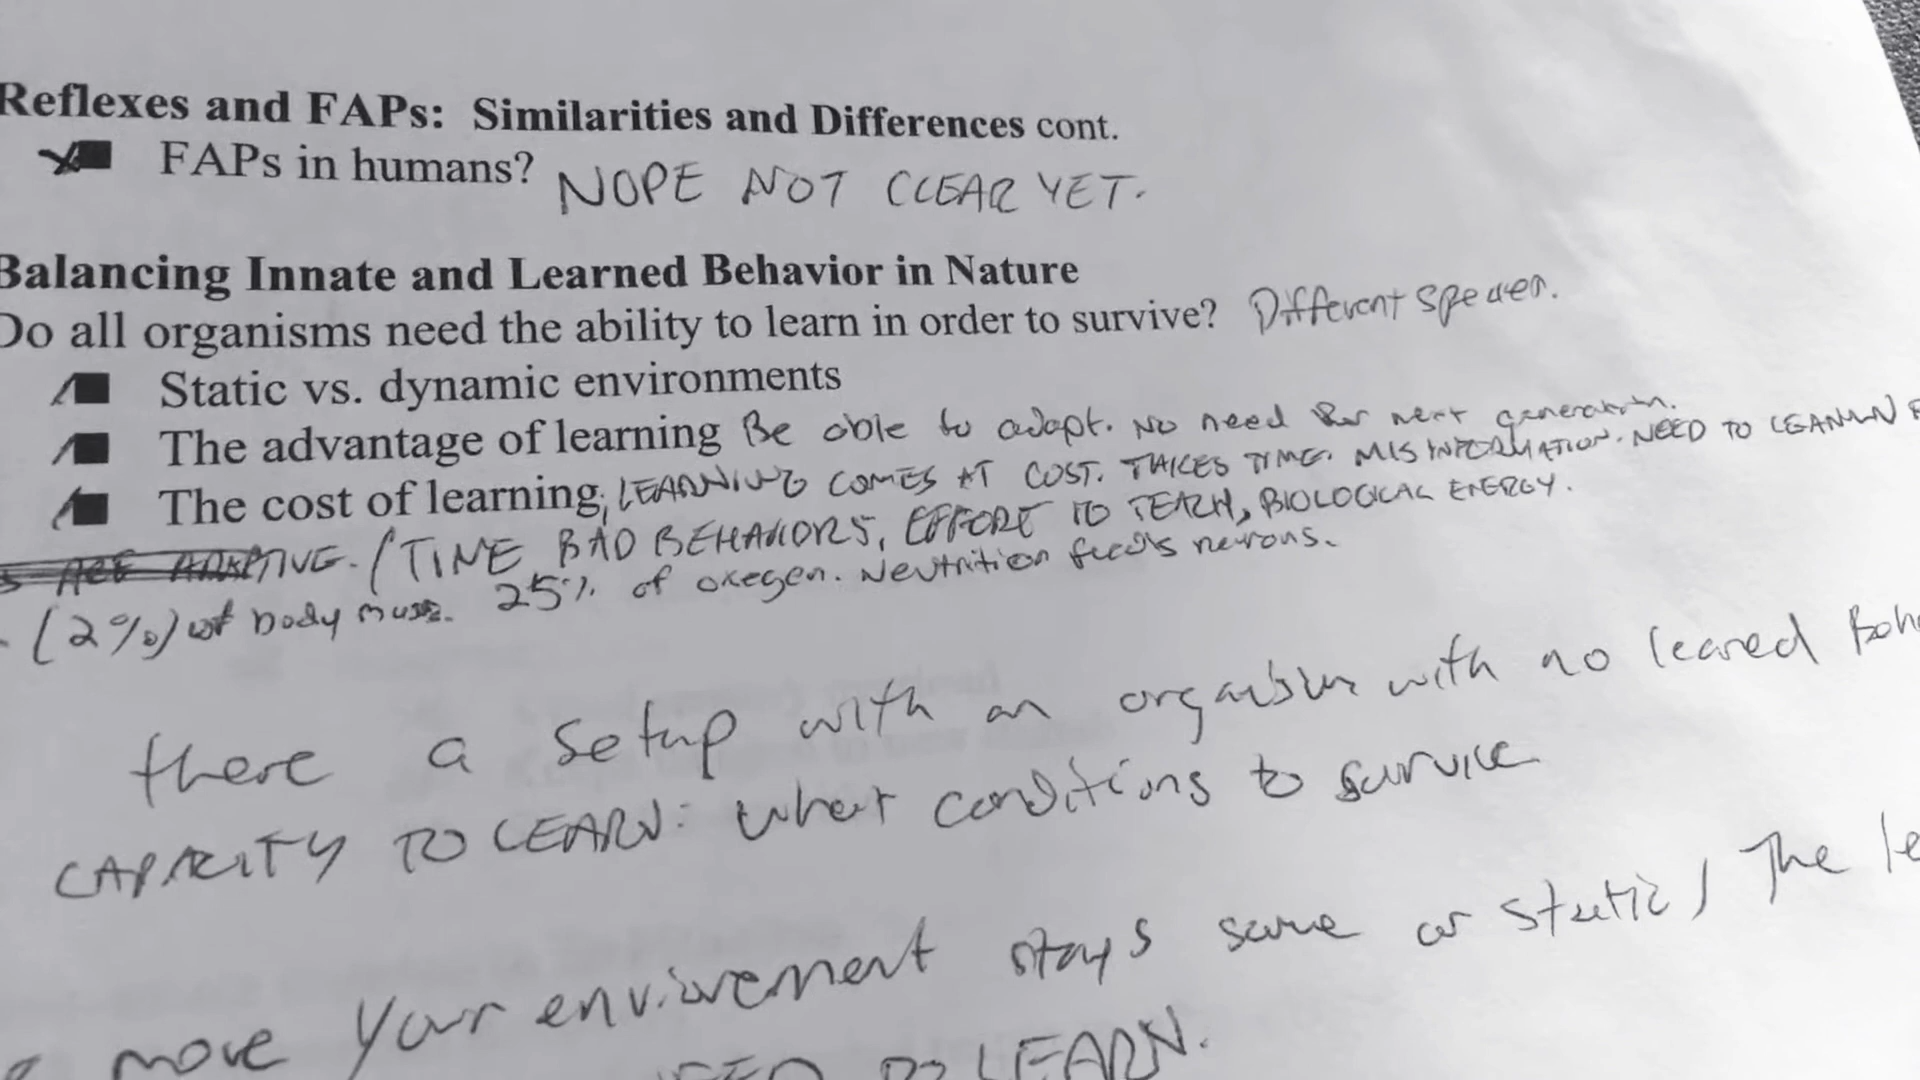 Reflexes and FAPs: Similarities and Differences cont.
FAPs in humans? NOPE NOT CLEAR YET.
Balancing Innate and Learned Behavior in Nature
Do all organisms need the ability to learn in order to survive? Different
Static vs. dynamic environments
The advantage of learning Be able to adapt. No need for next generation.
The cost of learning, LEARNING COMES AT COST. TAKES TIME. MISINFORMATION. NEED TO
/TIME BAD BEHAVIORS, EFFORT TO TEACH, BIOLOGICAL ENERGY.
(2%) of body mass. 25% of oxegen. Neutrition feeds neurons.
there a setup with an organism with no leared
CAPACITY TO LEARN: what conditions to survive
move your envirement stays same or static / The
TO LEARN.